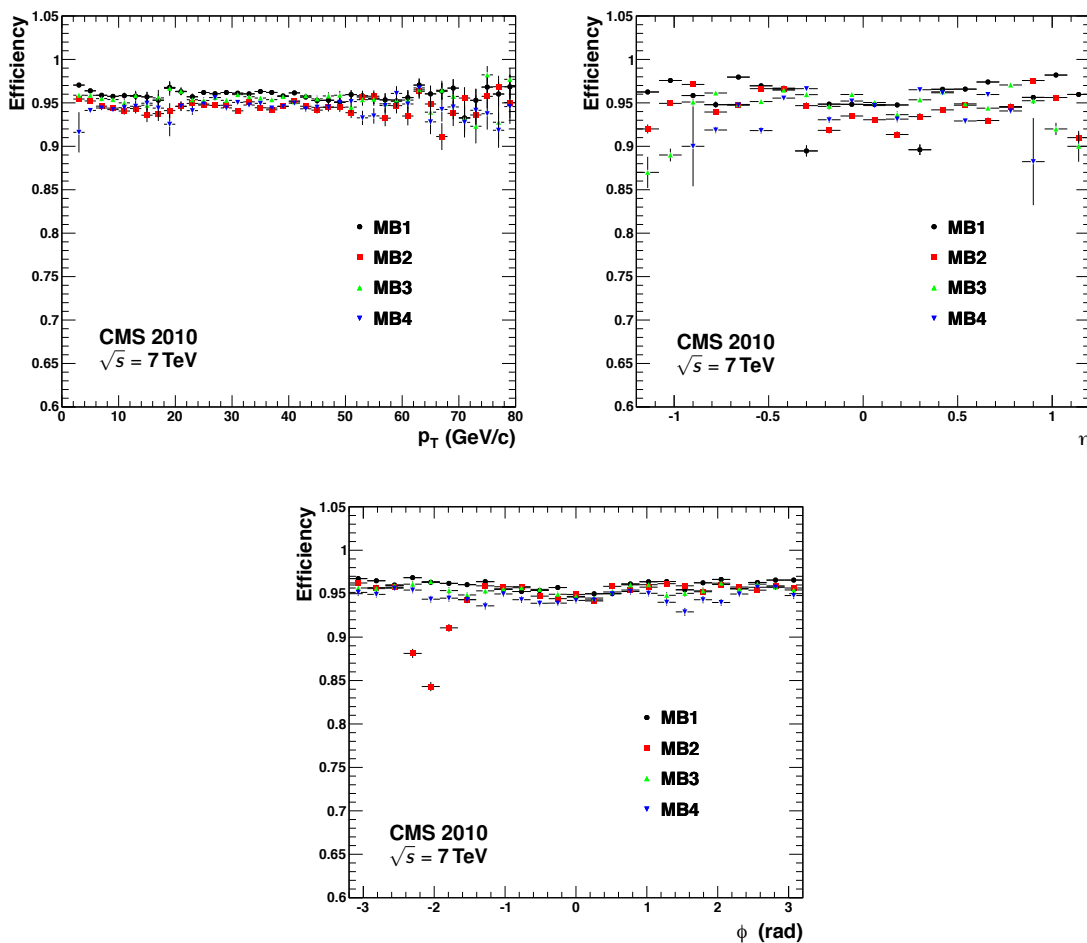 Efficiency
1.05
1
0.95
0.9
0.85
0.8
0.75
0.7
0.65
0.6
MB1
MB2
MB3
MB4
CMS 2010
√s = 7 TeV
0 10 20 30 40 50 60 70 80
p_T (GeV/c)
Efficiency
1.05
1
0.95
0.9
0.85
0.8
0.75
0.7
0.65
0.6
MB1
MB2
MB3
MB4
CMS 2010
√s = 7 TeV
-1 -0.5 0 0.5 1
Efficiency
1.05
1
0.95
0.9
0.85
0.8
0.75
0.7
0.65
0.6
MB1
MB2
MB3
MB4
CMS 2010
√s = 7 TeV
-3 -2 -1 0 1 2 3
ϕ (rad)